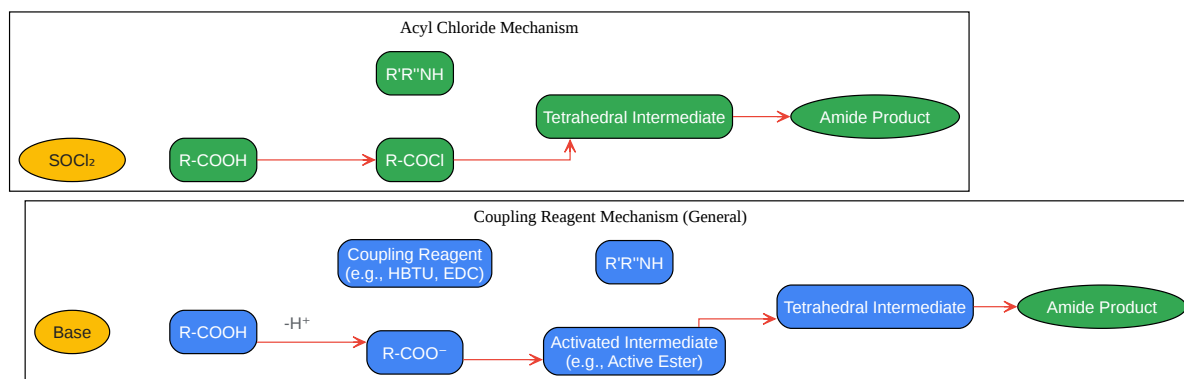 Acyl Chloride Mechanism
R'R''NH
Tetrahedral Intermediate
Amide Product
SOCl₂
R-COOH
R-COCl
Coupling Reagent Mechanism (General)
Coupling Reagent
(e.g., HBTU, EDC)
R'R''NH
Tetrahedral Intermediate
Amide Product
Base
R-COOH
-H⁺
R-COO⁻
Activated Intermediate
(e.g., Active Ester)